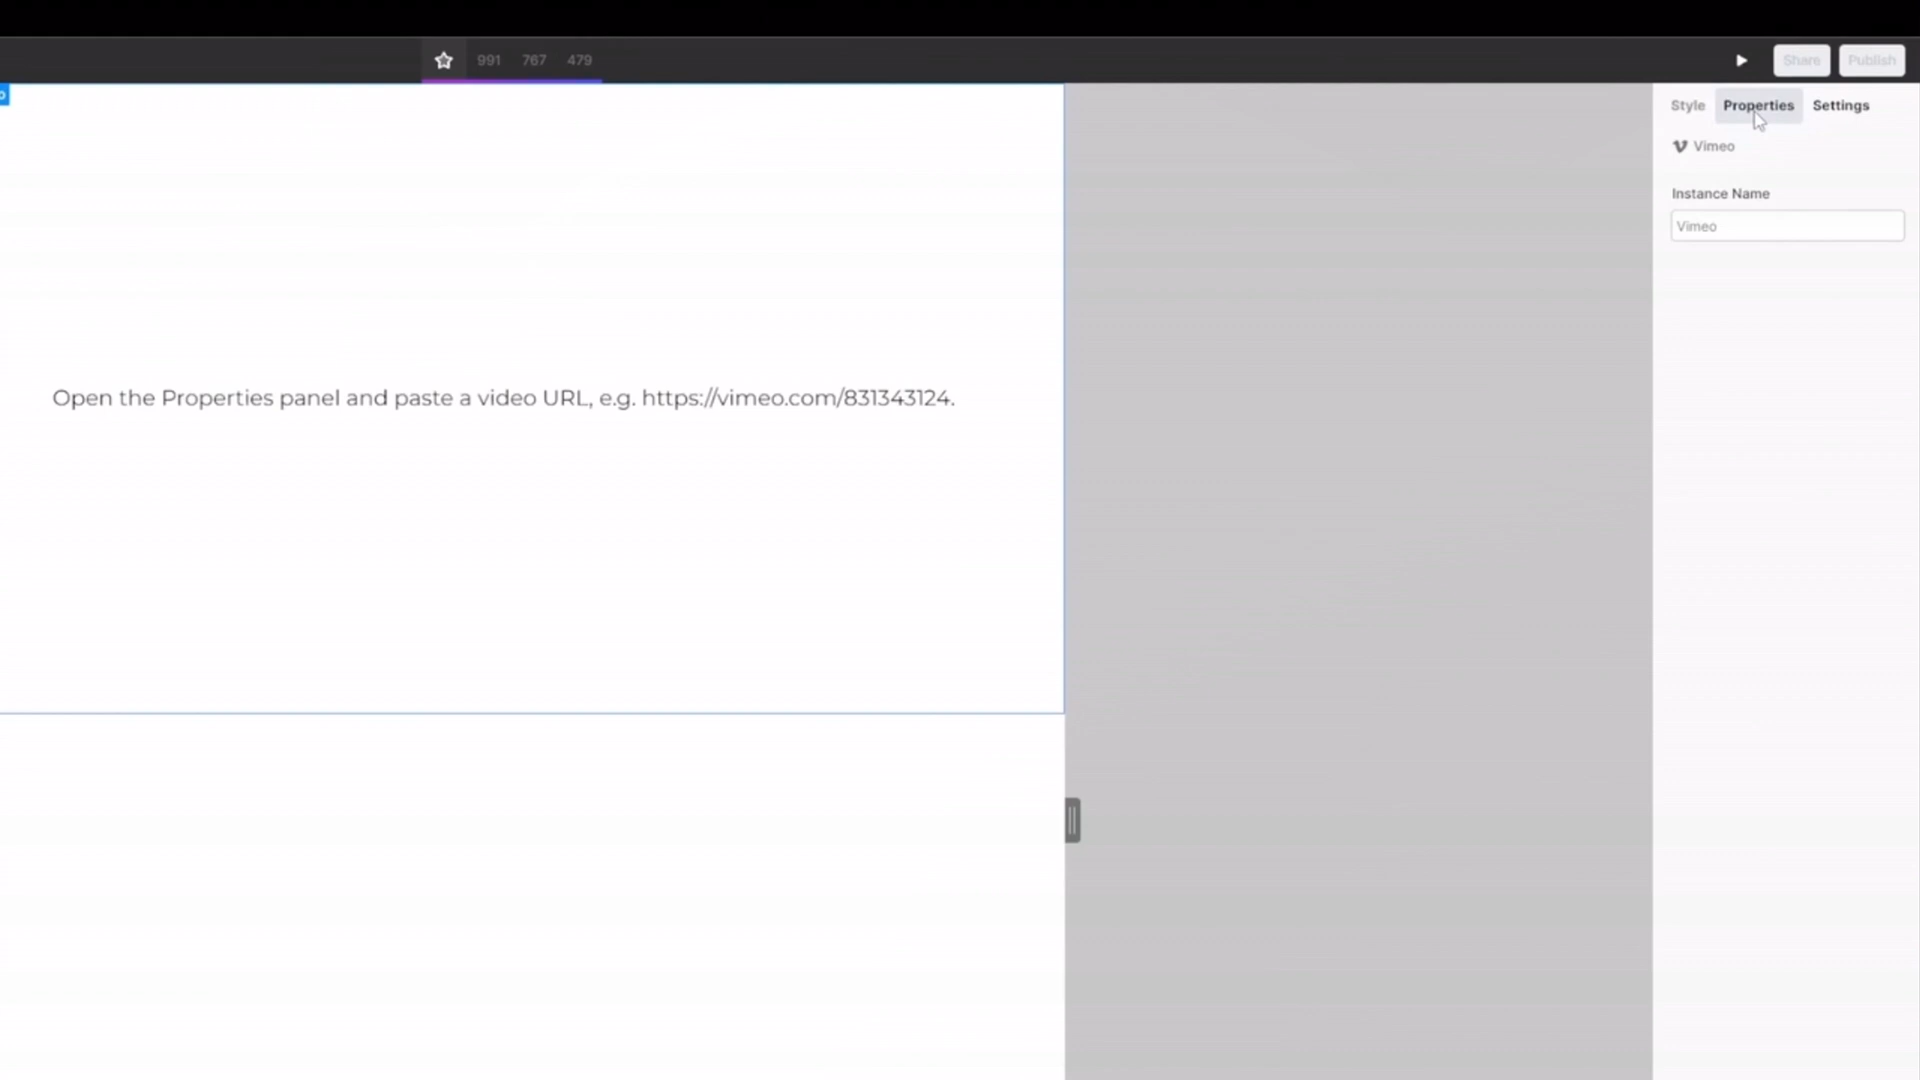 991 767 479
Share Publish
Style Properties Settings
Vimeo
Instance Name
Vimeo
Open the Properties panel and paste a video URL, e.g. https://vimeo.com/831343124.